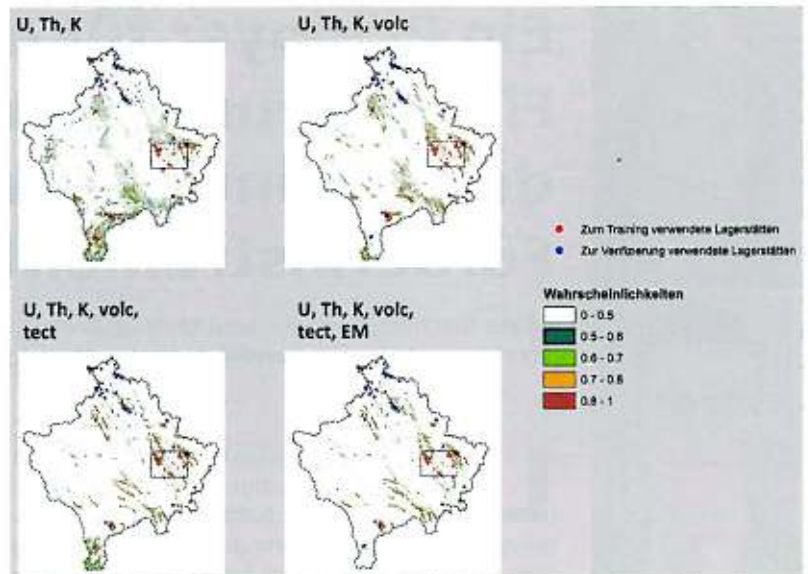 U, Th, K
U, Th, K, volc
Zum Training verwendete Lagerstätten
Zur Verifizierung verwendete Lagerstätten
Wahrscheinlichkeiten
0 - 0.5
0.5 - 0.6
0.6 - 0.7
0.7 - 0.8
0.8 - 1
U, Th, K, volc,
tect
U, Th, K, volc,
tect, EM